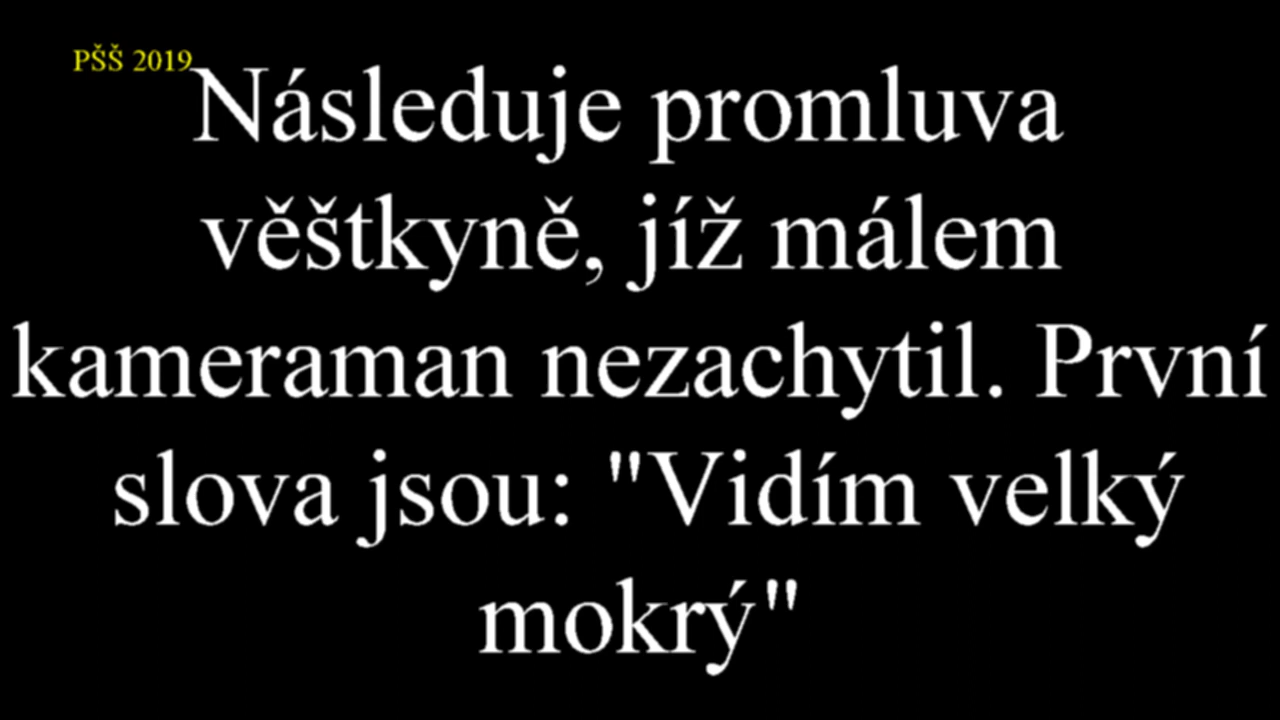 PŠŠ 2019
Následuje promluva
věštkyně, jíž málem
kameraman nezachytil. První
slova jsou: "Vidím velký
mokrý"